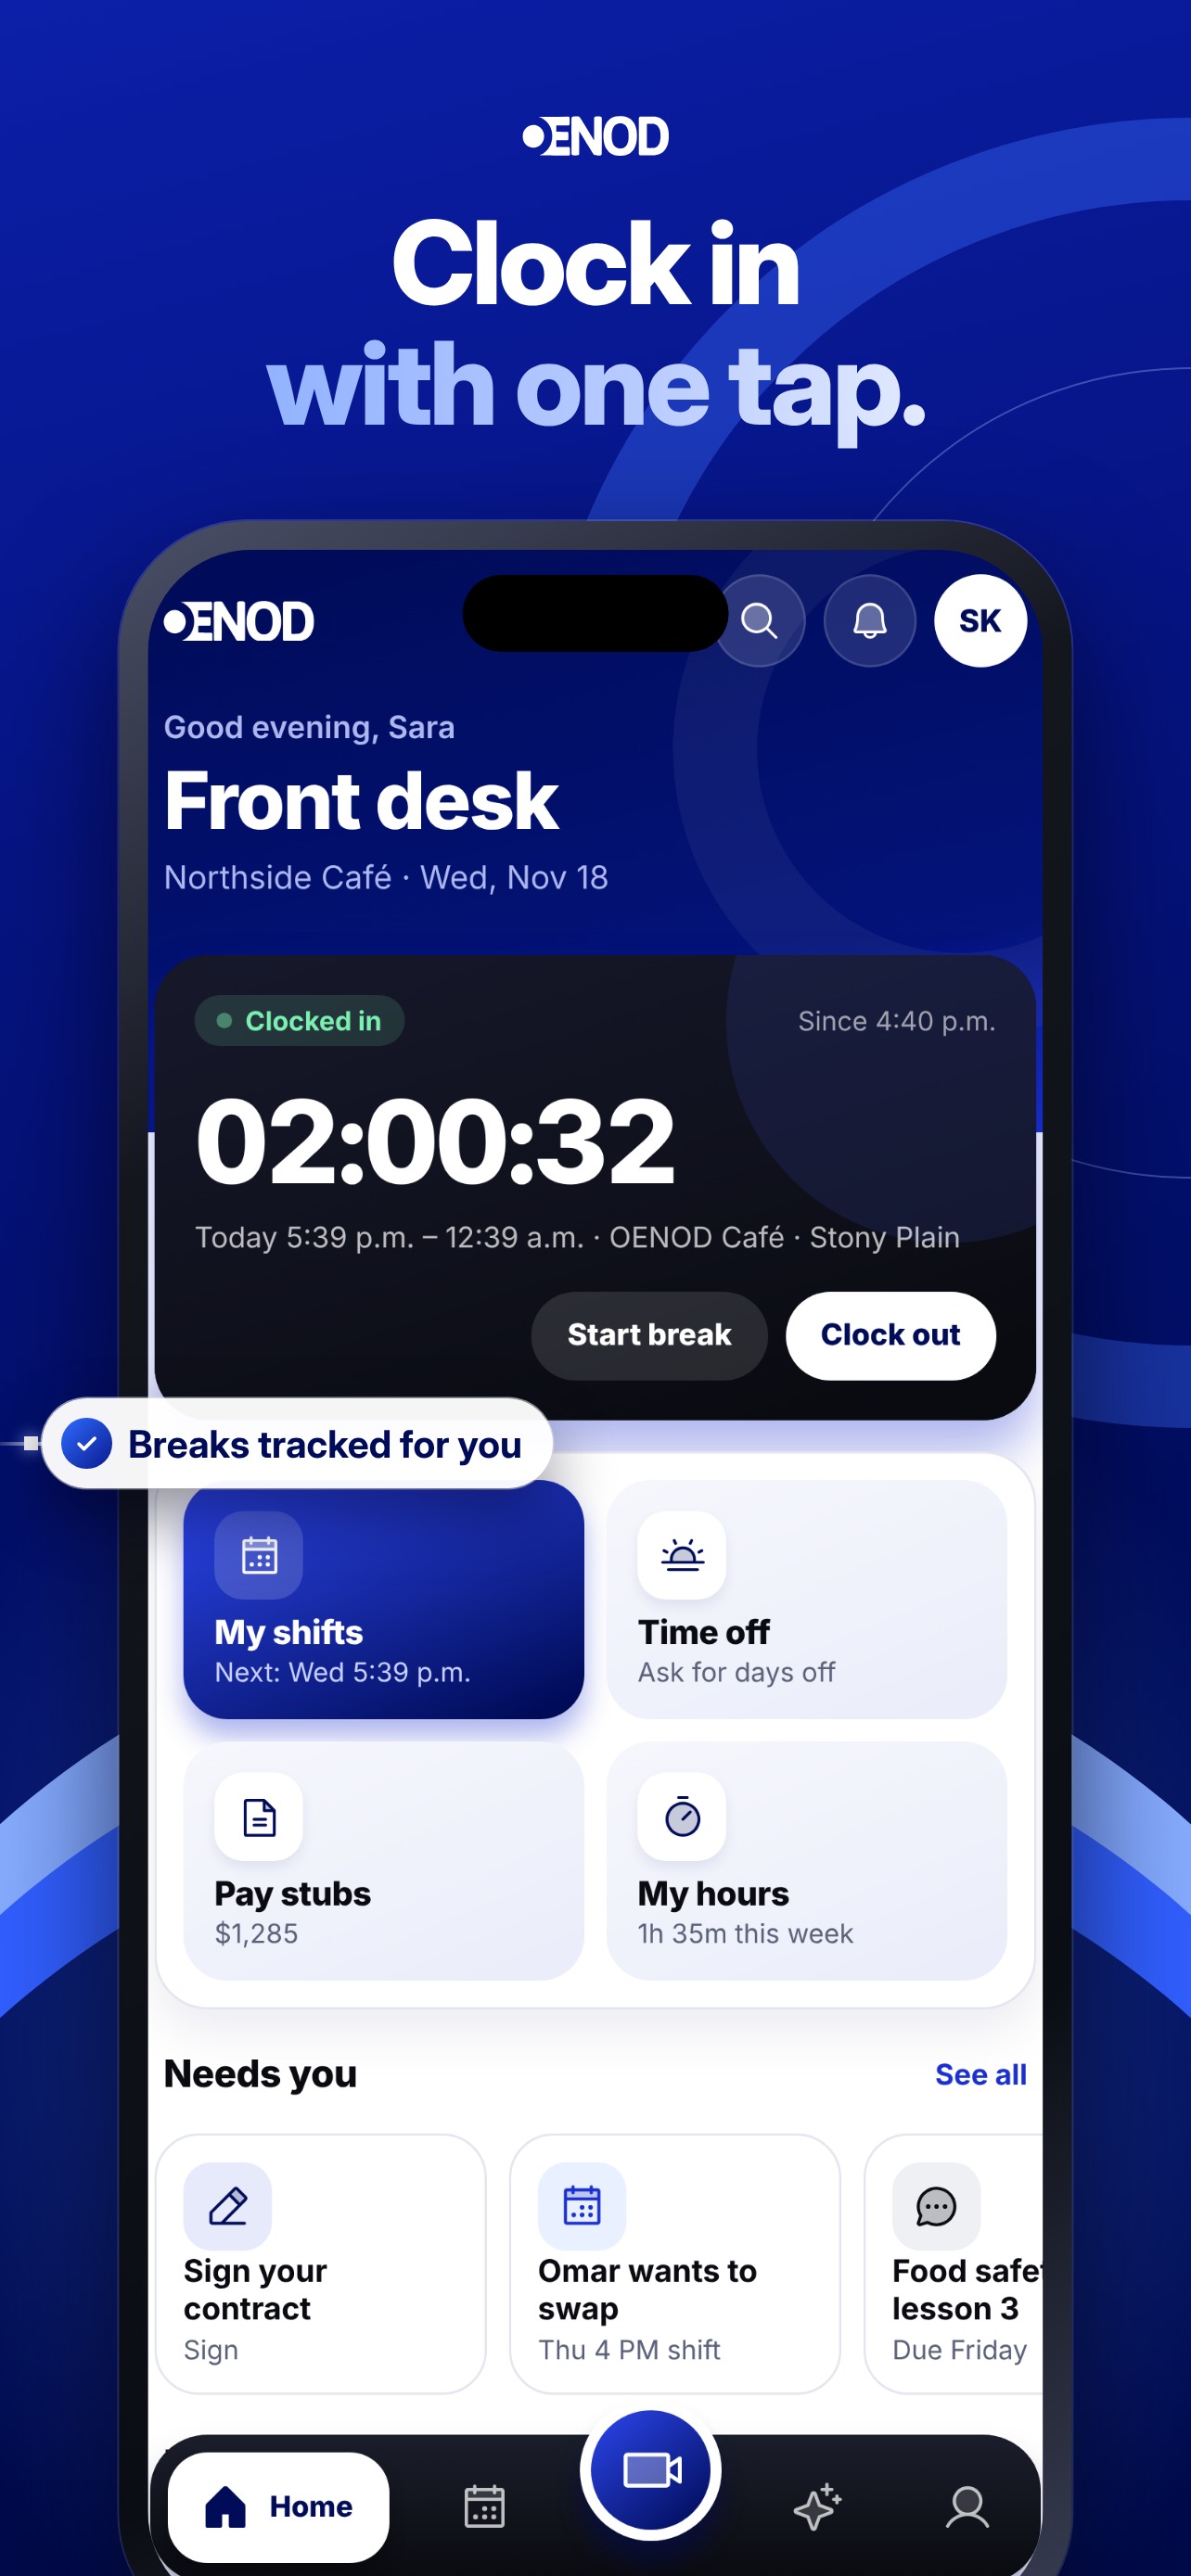 OENOD
Clock in
with one tap.
OENOD
SK
Good evening, Sara
Front desk
Northside Café · Wed, Nov 18
Clocked in
Since 4:40 p.m.
02:00:32
Today 5:39 p.m. – 12:39 a.m. · OENOD Café · Stony Plain
Start break
Clock out
Breaks tracked for you
My shifts
Next: Wed 5:39 p.m.
Time off
Ask for days off
Pay stubs
$1,285
My hours
1h 35m this week
Needs you
See all
Sign your
contract
Sign
Omar wants to
swap
Thu 4 PM shift
Food
lesson 3
Due Friday
Home